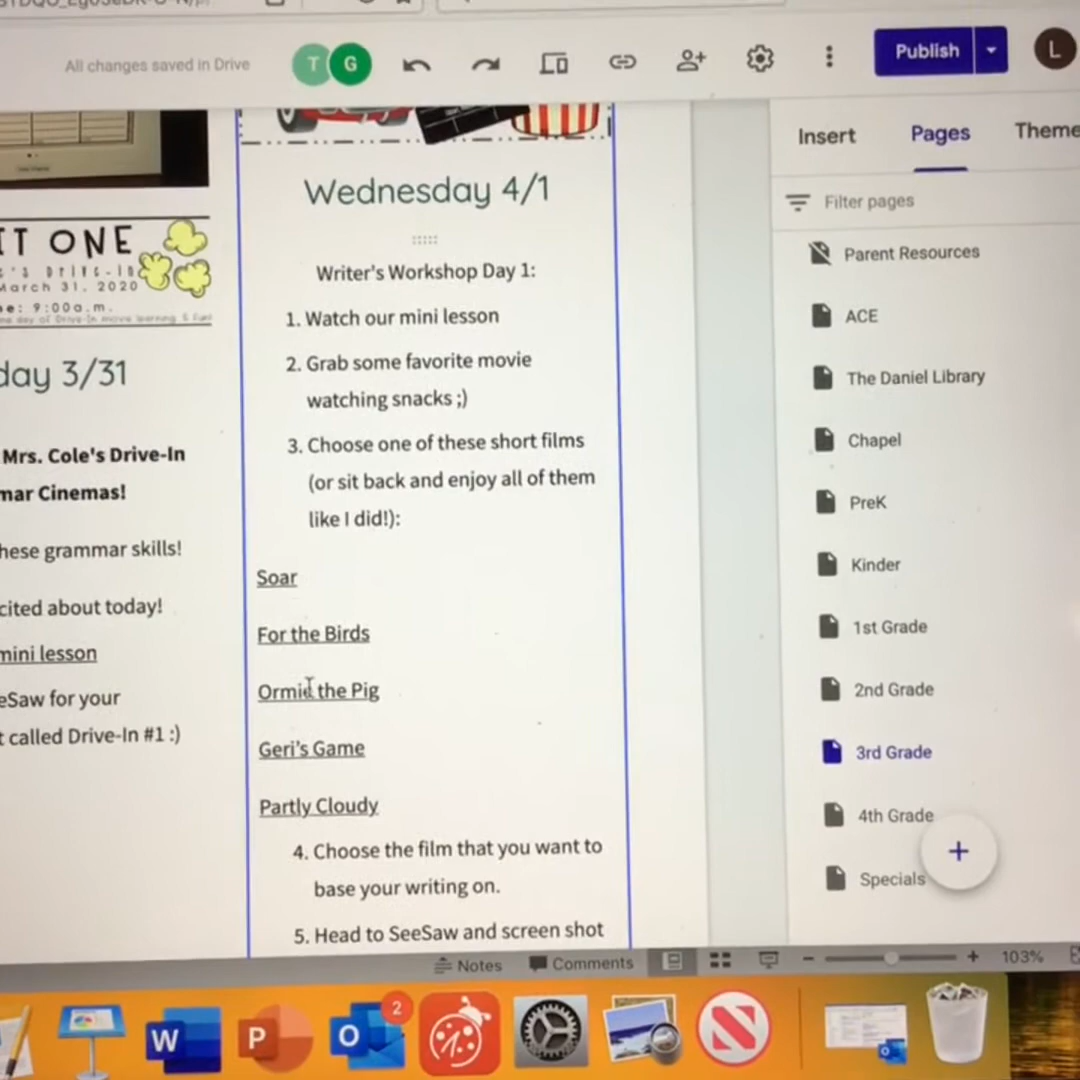 All changes saved in Drive
T
G
Publish
L
Insert
Pages
Theme
Filter pages
Parent Resources
ACE
The Daniel Library
Chapel
PreK
Kinder
1st Grade
2nd Grade
3rd Grade
4th Grade
Specials
+
IT ONE
March 31, 2020
9:00a.m.
day 3/31
Mrs. Cole's Drive-In
mar Cinemas!
hese grammar skills!
cited about today!
mini lesson
eSaw for your
t called Drive-In #1 :)
Wednesday 4/1
Writer's Workshop Day 1:
1. Watch our mini lesson
2. Grab some favorite movie
watching snacks ;)
3. Choose one of these short films
(or sit back and enjoy all of them
like I did!):
Soar
For the Birds
Ormie the Pig
Geri's Game
Partly Cloudy
4. Choose the film that you want to
base your writing on.
5. Head to SeeSaw and screen shot
Notes
Comments
103%
W
P
O
2
N